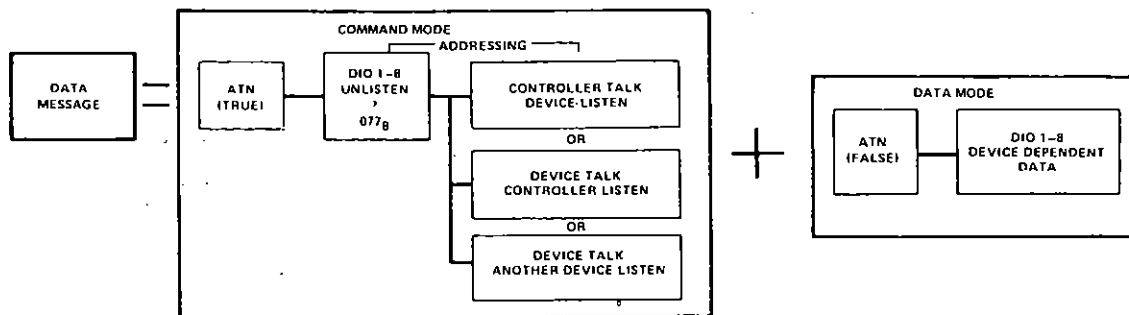 DATA
MESSAGE
=
COMMAND MODE
ADDRESSING
ATN
(TRUE)
DIO 1-8
UNLISTEN
,
077₈
CONTROLLER TALK
DEVICE-LISTEN
OR
DEVICE TALK
CONTROLLER LISTEN
OR
DEVICE TALK
ANOTHER DEVICE LISTEN
+
DATA MODE
ATN
(FALSE)
DIO 1-8
DEVICE DEPENDENT
DATA